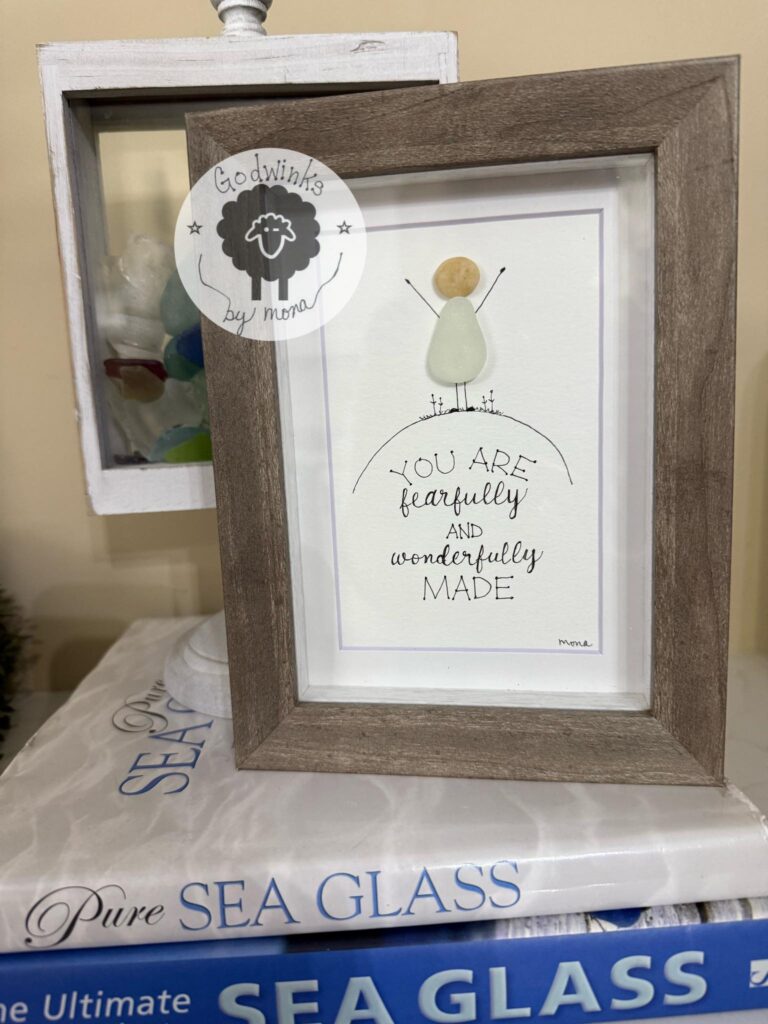 Godwinks
by mona
YOU ARE
fearfully
AND
wonderfully
MADE
mona
Pure
SEA
Pure SEA GLASS
The Ultimate
SEA GLASS